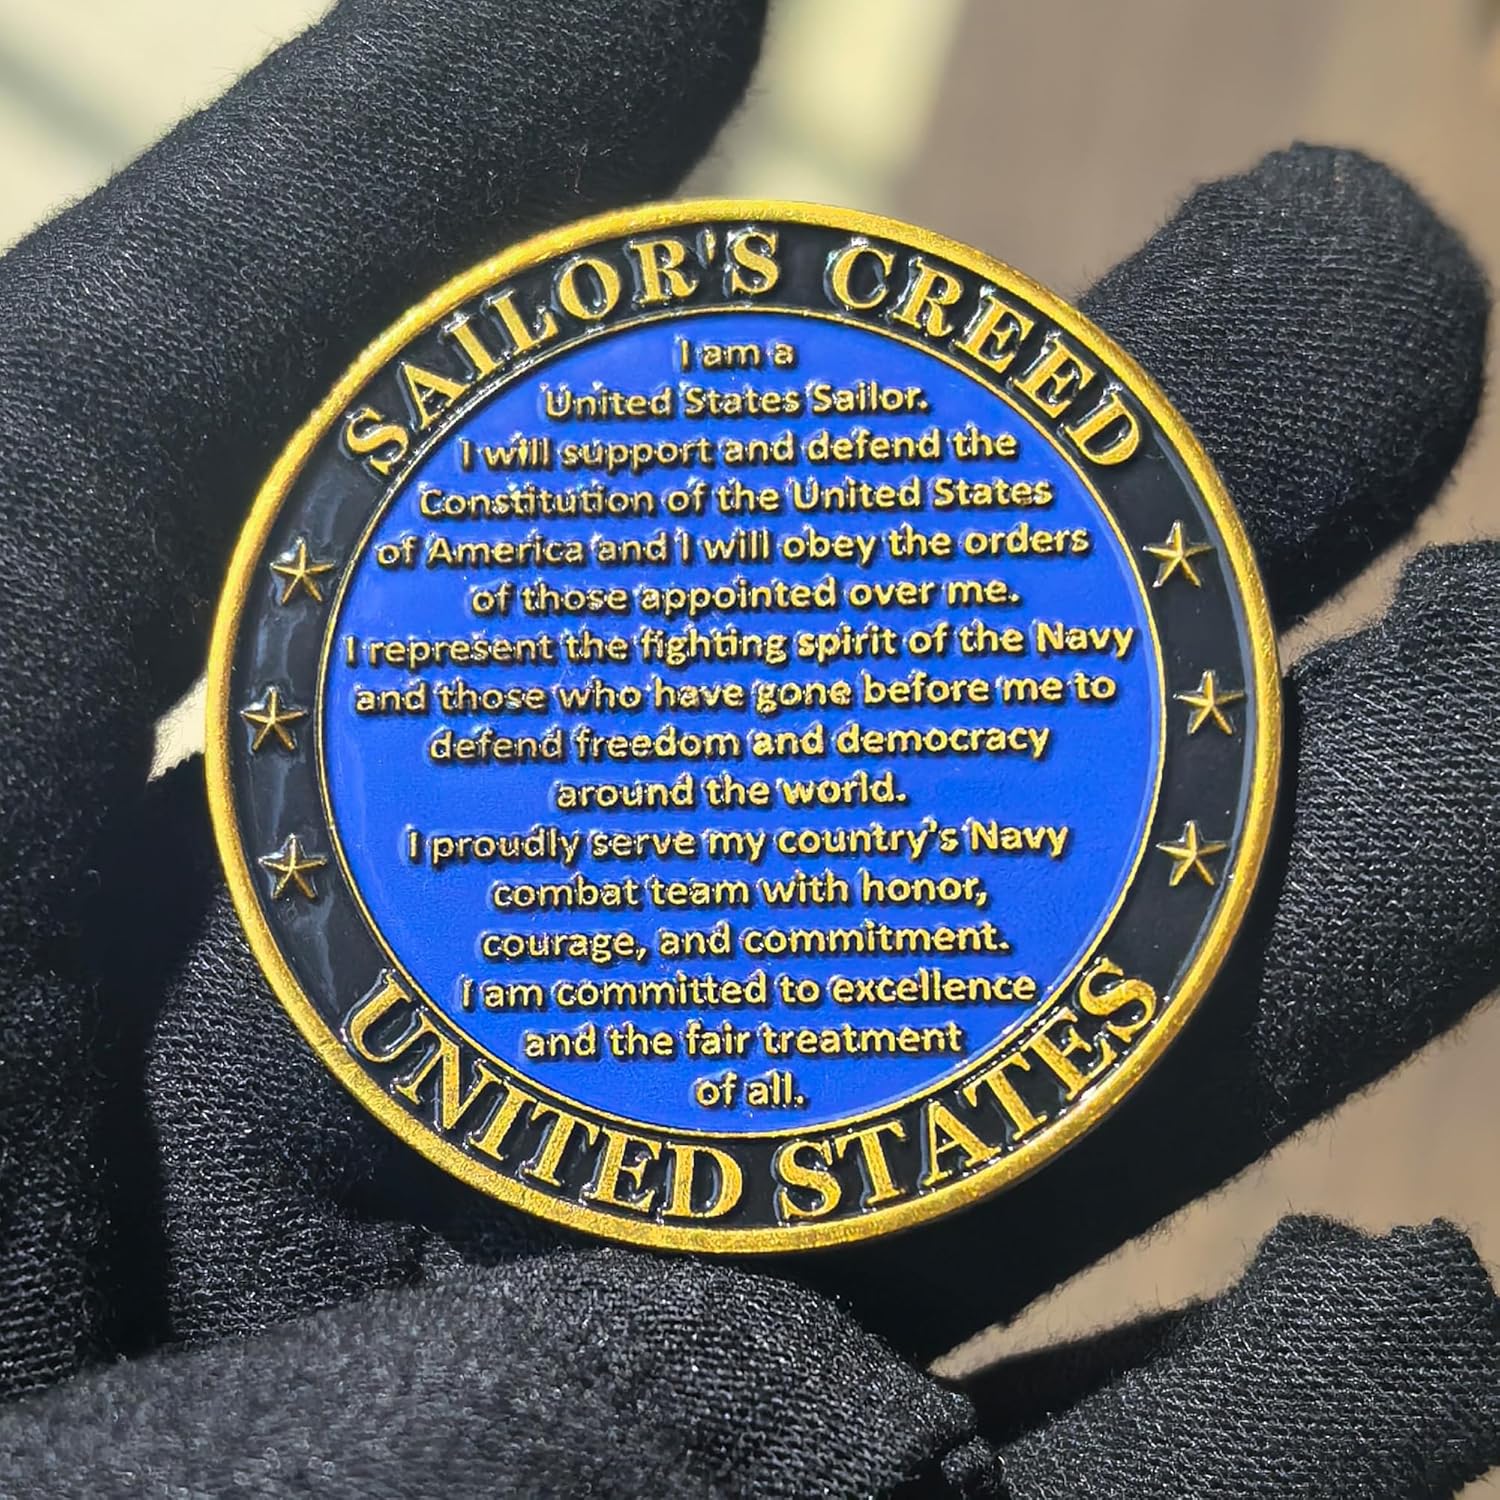 SAILOR'S CREED
I am a
United States Sailor.
I will support and defend the
Constitution of the United States
of America and I will obey the orders
of those appointed over me.
I represent the fighting spirit of the Navy
and those who have gone before me to
defend freedom and democracy
around the world.
I proudly serve my country's Navy
combat team with honor,
courage, and commitment.
I am committed to excellence
and the fair treatment
of all.
UNITED STATES